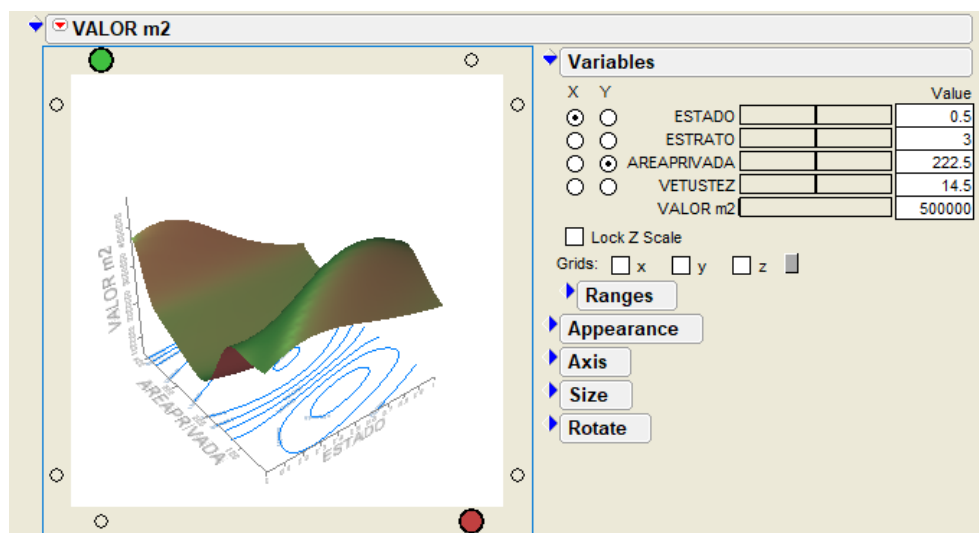 VALOR m2
VALOR m2
AREAPRIVADA
ESTADO
Variables
X Y Value
ESTADO 0.5
ESTRATO 3
AREAPRIVADA 222.5
VETUSTEZ 14.5
VALOR m2 500000
Lock Z Scale
Grids: x y z
Ranges
Appearance
Axis
Size
Rotate